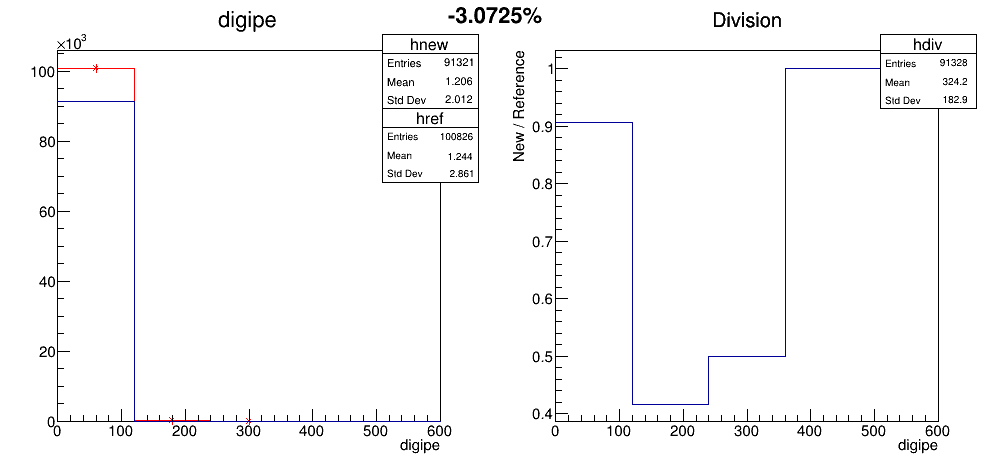 -3.0725%
digipe
×10³
hnew
Entries 91321
Mean 1.206
Std Dev 2.012
href
Entries 100826
Mean 1.244
Std Dev 2.861
100
80
60
40
20
0
0 100 200 300 400 500 600
digipe
Division
hdiv
Entries 91328
Mean 324.2
Std Dev 182.9
New / Reference
1
0.9
0.8
0.7
0.6
0.5
0.4
0 100 200 300 400 500 600
digipe